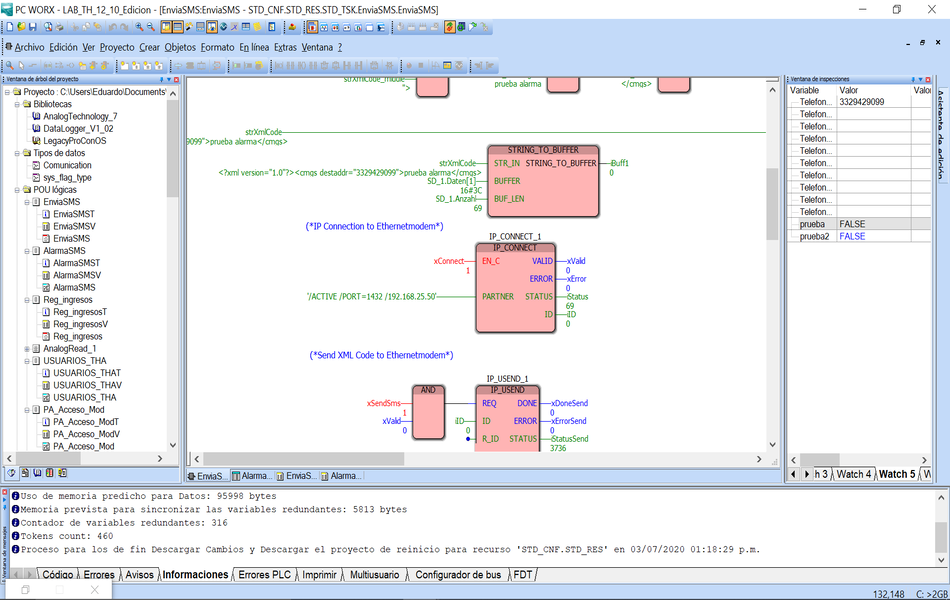 PC WORX - LAB_TH_12_10_Edicion - [EnviaSMS:EnviaSMS - STD_CNF.STD_RES.STD_TSK.EnviaSMS.EnviaSMS]
Archivo Edición Ver Proyecto Crear Objetos Formato En línea Extras Ventana ?
Ventana de árbol del proyecto
Proyecto : C:\Users\Eduardo\Documents\
Bibliotecas
AnalogTechnology_7
DataLogger_V1_02
LegacyProConOS
Tipos de datos
Comunication
sys_flag_type
POU lógicas
EnviaSMS
EnviaSMST
EnviaSMSV
EnviaSMS
AlarmaSMS
AlarmaSMST
AlarmaSMSV
AlarmaSMS
Reg_ingresos
Reg_ingresosT
Reg_ingresosV
Reg_ingresos
AnalogRead_1
USUARIOS_THA
USUARIOS_THAT
USUARIOS_THAV
USUARIOS_THA
PA_Acceso_Mod
PA_Acceso_ModT
PA_Acceso_ModV
PA_Acceso_Mod
strXmlCode_middle
">
prueba alarma
</cmgs>
strXmlCode
9099">prueba alarma</cmgs>
STRING_TO_BUFFER
strXmlCode STR_IN STRING_TO_BUFFER iBuff1
<?xml version="1.0"?><cmgs destaddr="3329429099">prueba alarma</cmgs> 0
SD_1.Daten[1] BUFFER
16#3C
SD_1.Anzahl BUF_LEN
69
(*IP Connection to Ethernetmodem*)
IP_CONNECT_1
IP_CONNECT
xConnect EN_C VALID xValid
1 0
ERROR xError
0
'/ACTIVE /PORT=1432 /192.168.25.50' PARTNER STATUS iStatus
69
ID iID
0
(*Send XML Code to Ethernetmodem*)
IP_USEND_1
AND IP_USEND
xSendSms REQ DONE xDoneSend
1 0
xValid iID ID ERROR xErrorSend
0 0 0
R_ID STATUS iStatusSend
3736
EnviaS... Alarma... EnviaS... Alarma...
Ventana de inspecciones
Variable Valor Valor
Telefon... 3329429099
Telefon...
Telefon...
Telefon...
Telefon...
Telefon...
Telefon...
Telefon...
Telefon...
Telefon...
prueba FALSE
prueba2 FALSE
h 3 Watch 4 Watch 5 W
Asistente de edición
Ventana de mensajes
Uso de memoria predicho para Datos: 95998 bytes
Memoria prevista para sincronizar las variables redundantes: 5813 bytes
Contador de variables redundantes: 316
Tokens count: 460
Proceso para los de fin Descargar Cambios y Descargar el proyecto de reinicio para recurso 'STD_CNF.STD_RES' en 03/07/2020 01:18:29 p.m.
Código Errores Avisos Informaciones Errores PLC Imprimir Multiusuario Configurador de bus FDT
132,148 C: >2GB